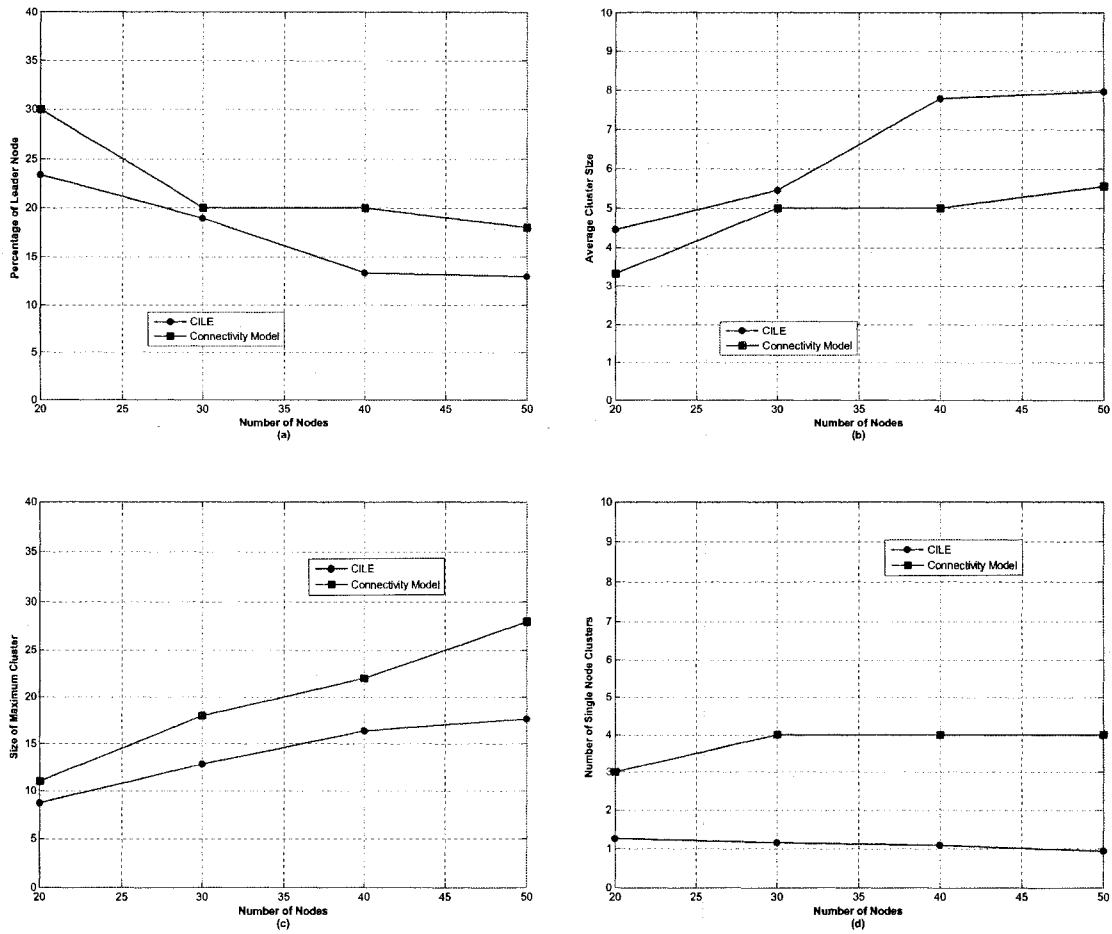 40
35
30
25
20
15
10
5
0
Percentage of Leader Node
CILE
Connectivity Model
20 25 30 35 40 45 50
Number of Nodes
(a)
10
9
8
7
6
5
4
3
2
1
0
Average Cluster Size
CILE
Connectivity Model
20 25 30 35 40 45 50
Number of Nodes
(b)
40
35
30
25
20
15
10
5
0
Size of Maximum Cluster
CILE
Connectivity Model
20 25 30 35 40 45 50
Number of Nodes
(c)
10
9
8
7
6
5
4
3
2
1
0
Number of Single Node Clusters
CILE
Connectivity Model
20 25 30 35 40 45 50
Number of Nodes
(d)